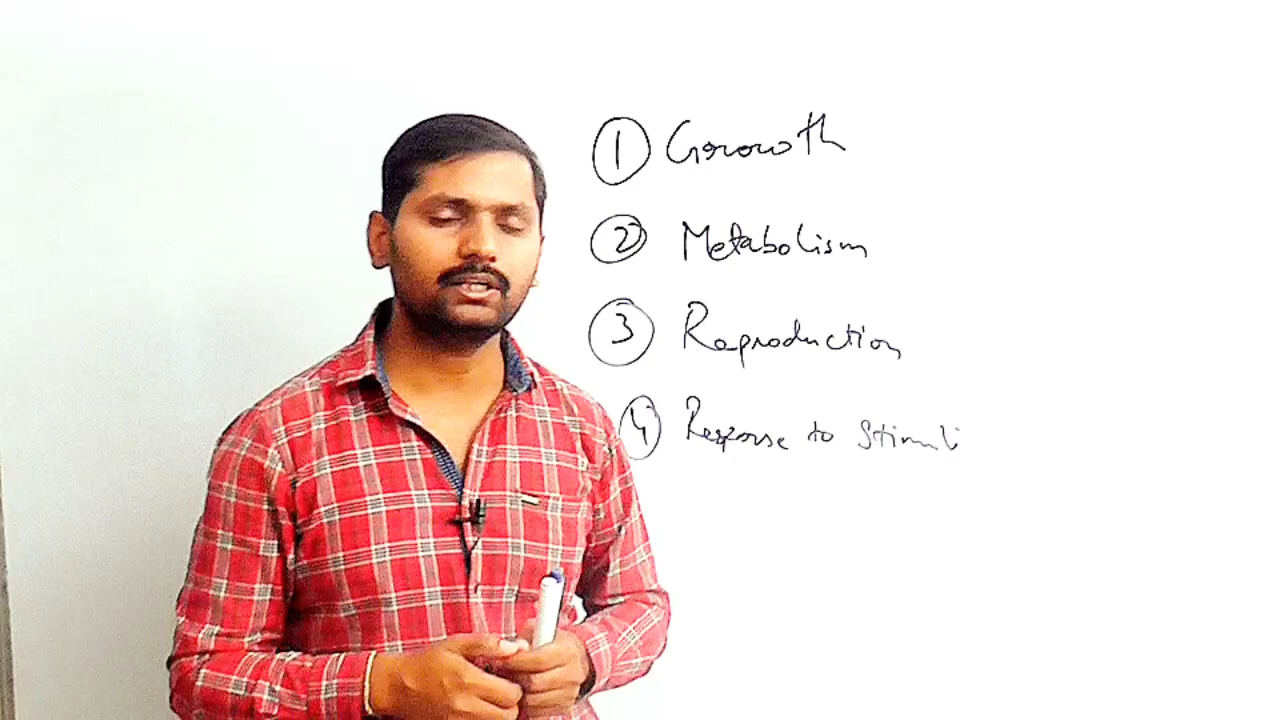 ① Growth
② Metabolism
③ Reproduction
④ Response to Stimuli